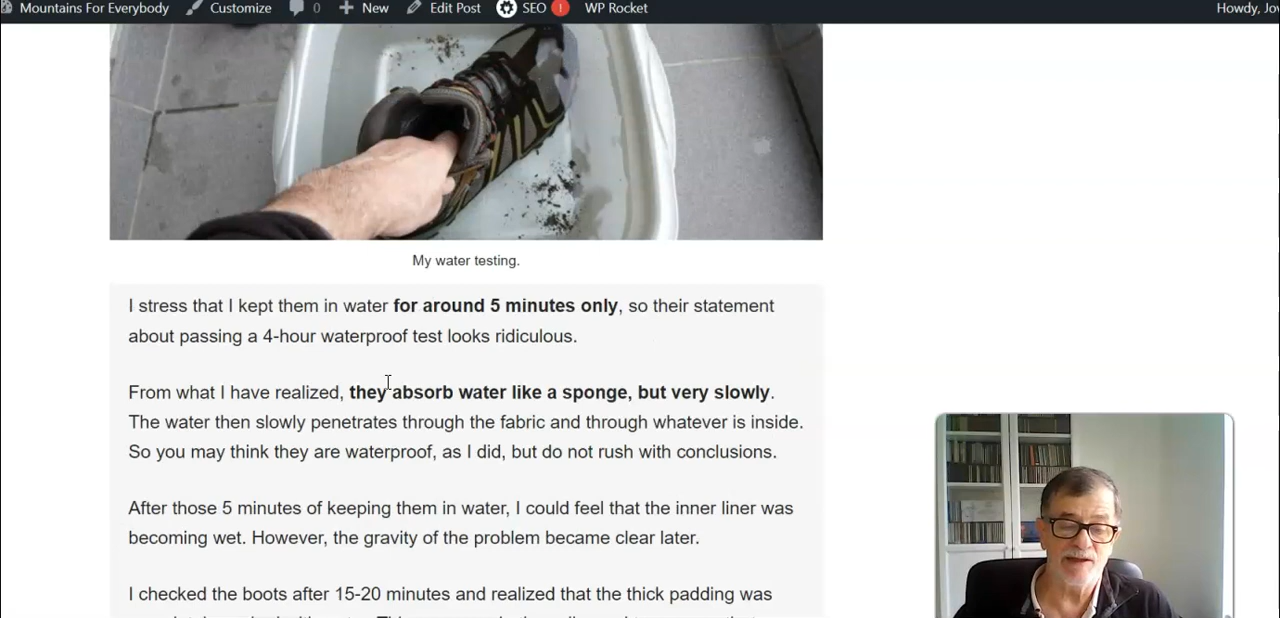 Mountains For Everybody Customize 0 New Edit Post SEO ! WP Rocket Howdy,
My water testing.
I stress that I kept them in water for around 5 minutes only, so their statement
about passing a 4-hour waterproof test looks ridiculous.
From what I have realized, they absorb water like a sponge, but very slowly.
The water then slowly penetrates through the fabric and through whatever is inside.
So you may think they are waterproof, as I did, but do not rush with conclusions.
After those 5 minutes of keeping them in water, I could feel that the inner liner was
becoming wet. However, the gravity of the problem became clear later.
I checked the boots after 15-20 minutes and realized that the thick padding was